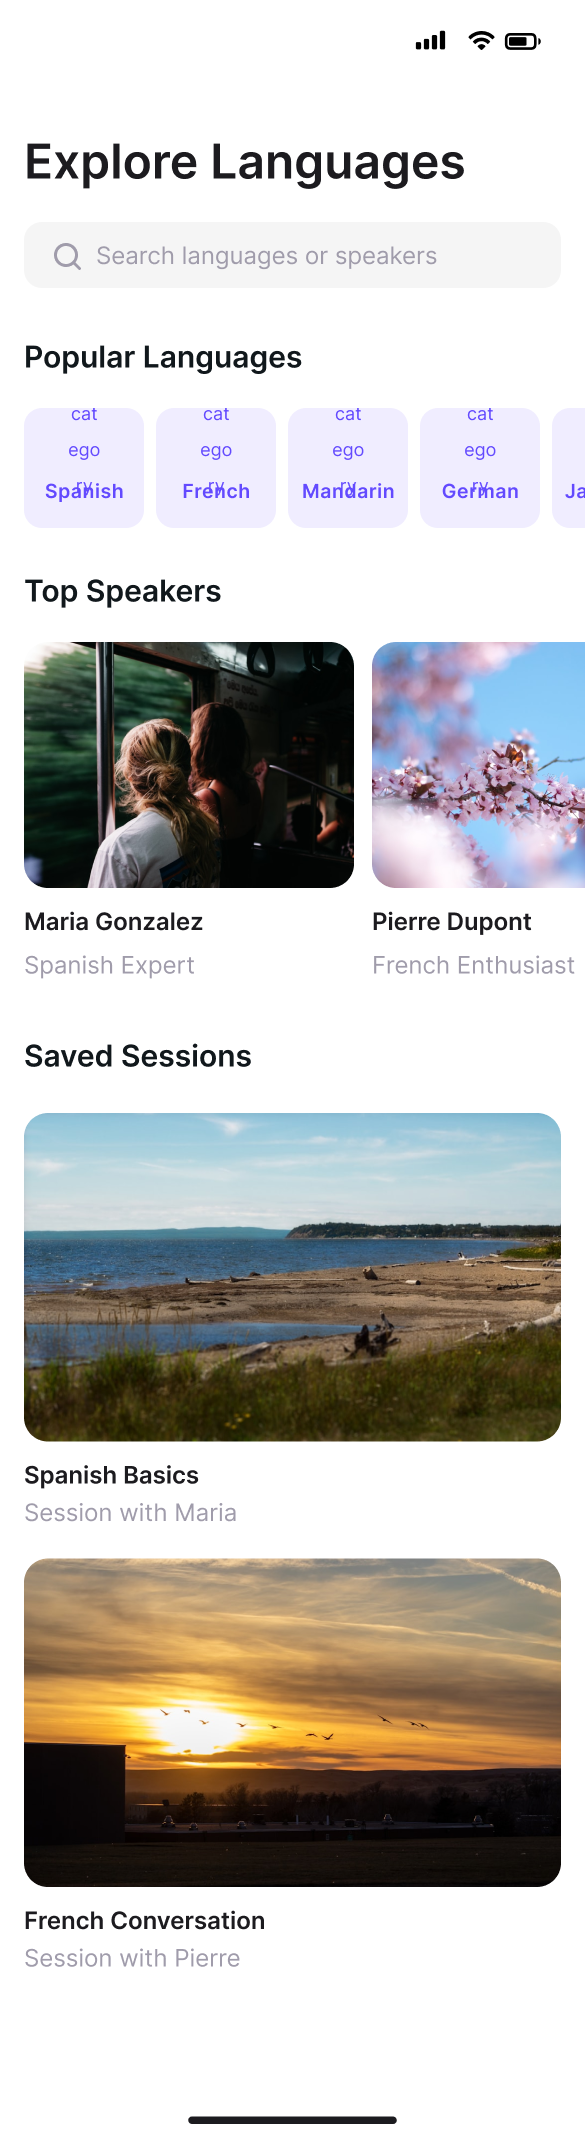 Explore Languages
Search languages or speakers
Popular Languages
cat
ego
ry
Spanish
cat
ego
ry
French
cat
ego
ry
Mandarin
cat
ego
ry
German
Ja
Top Speakers
Maria Gonzalez
Spanish Expert
Pierre Dupont
French Enthusiast
Saved Sessions
Spanish Basics
Session with Maria
French Conversation
Session with Pierre